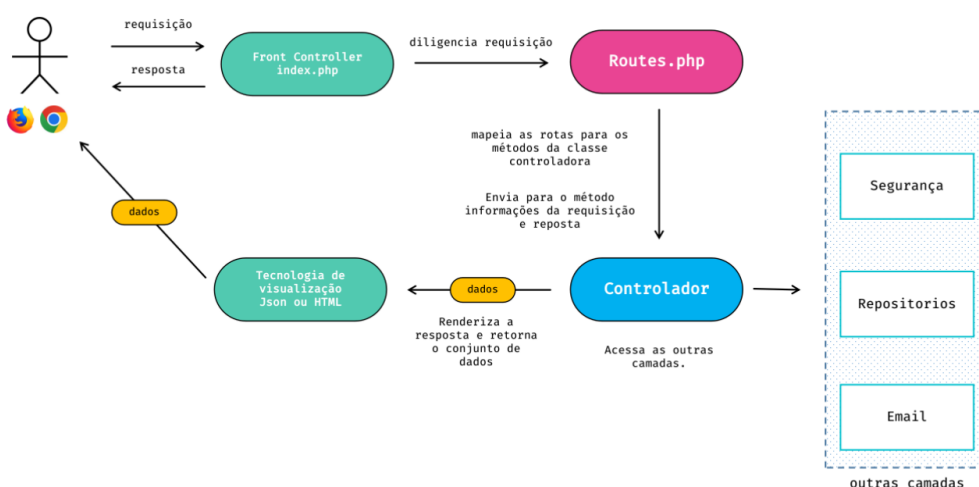 requisição
resposta
Front Controller
index.php
diligencia requisição
Routes.php
mapeia as rotas para os
métodos da classe
controladora
Envia para o método
informações da requisição
e reposta
Segurança
Repositorios
Email
outras camadas
Controlador
Acessa as outras
camadas.
dados
Renderiza a
resposta e retorna
o conjunto de
dados
Tecnologia de
visualização
Json ou HTML
dados